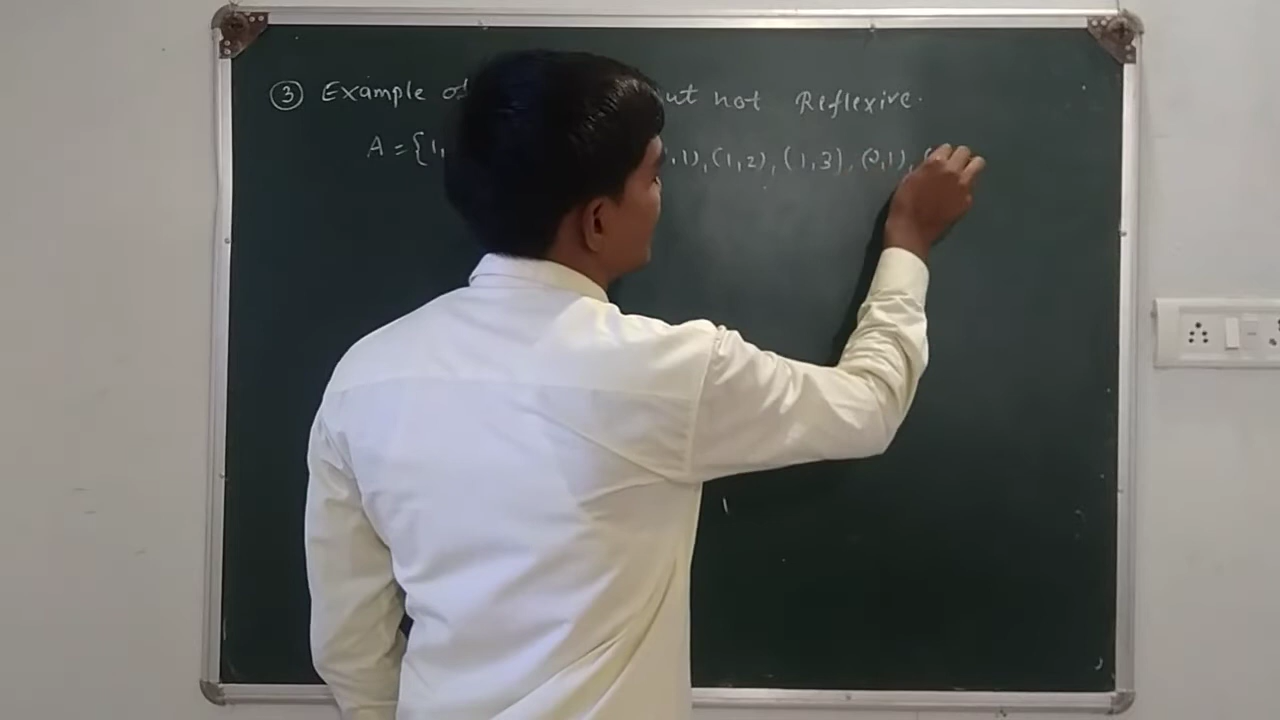 ③ Example of ut not Reflexive.
A = {1, ,1), (1,2), (1,3), (2,1), (